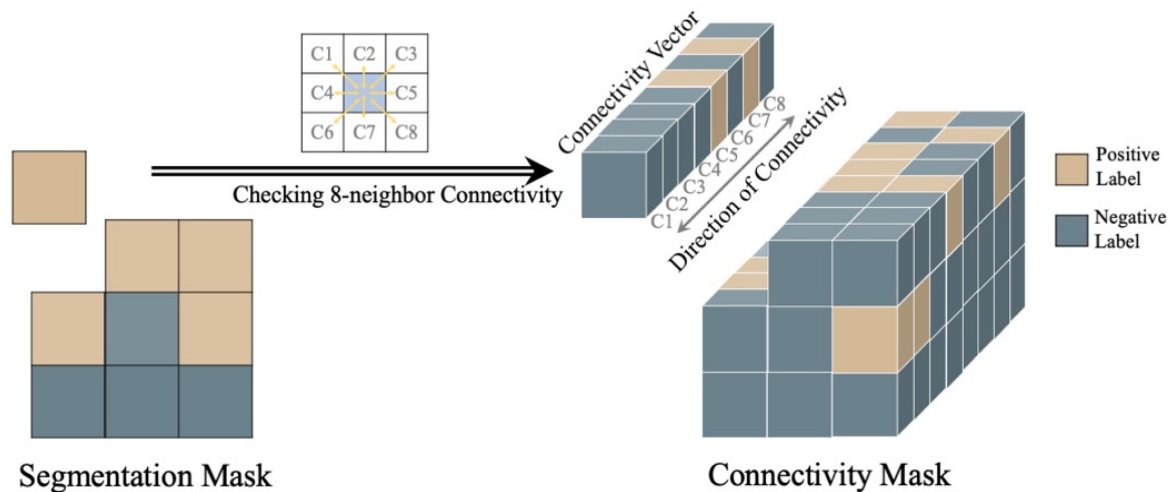 C1 C2 C3
C4 C5
C6 C7 C8
Checking 8-neighbor Connectivity
Connectivity Vector
C1 C2 C3 C4 C5 C6 C7 C8
Direction of Connectivity
Positive
Label
Negative
Label
Segmentation Mask
Connectivity Mask